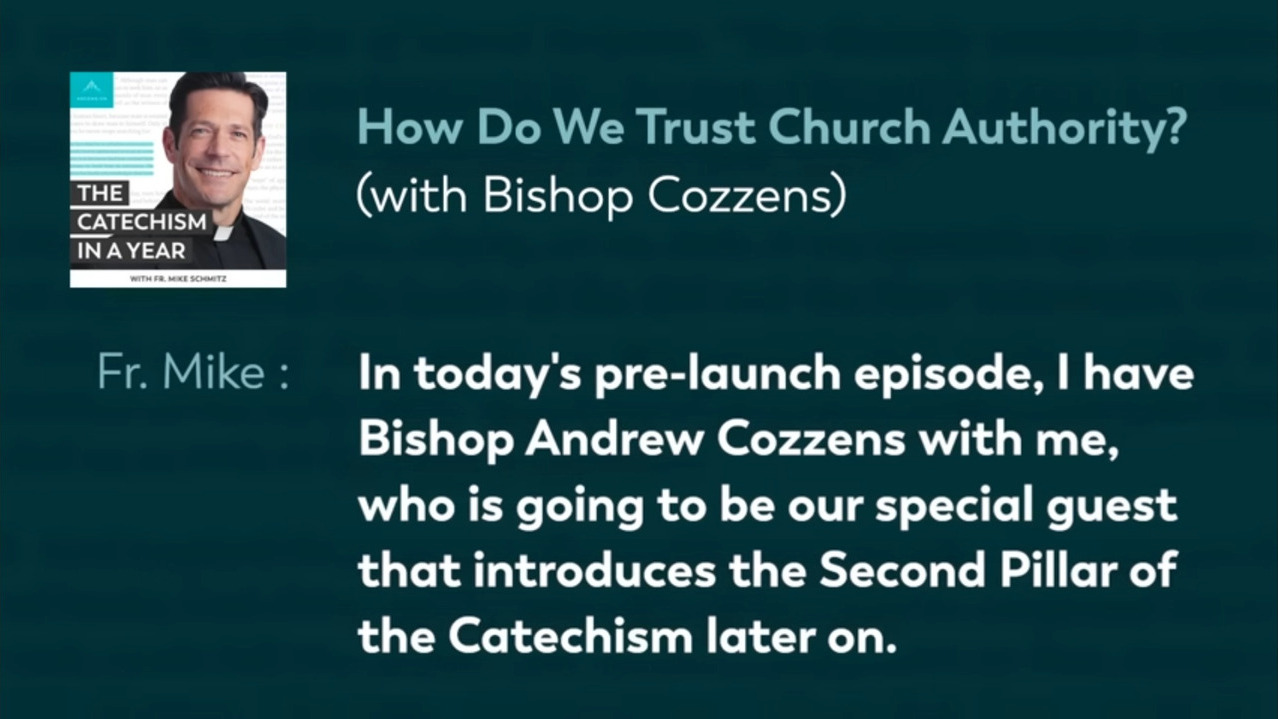 How Do We Trust Church Authority?
(with Bishop Cozzens)
THE
CATECHISM
IN A YEAR
WITH FR. MIKE SCHMITZ
Fr. Mike :
In today's pre-launch episode, I have
Bishop Andrew Cozzens with me,
who is going to be our special guest
that introduces the Second Pillar of
the Catechism later on.